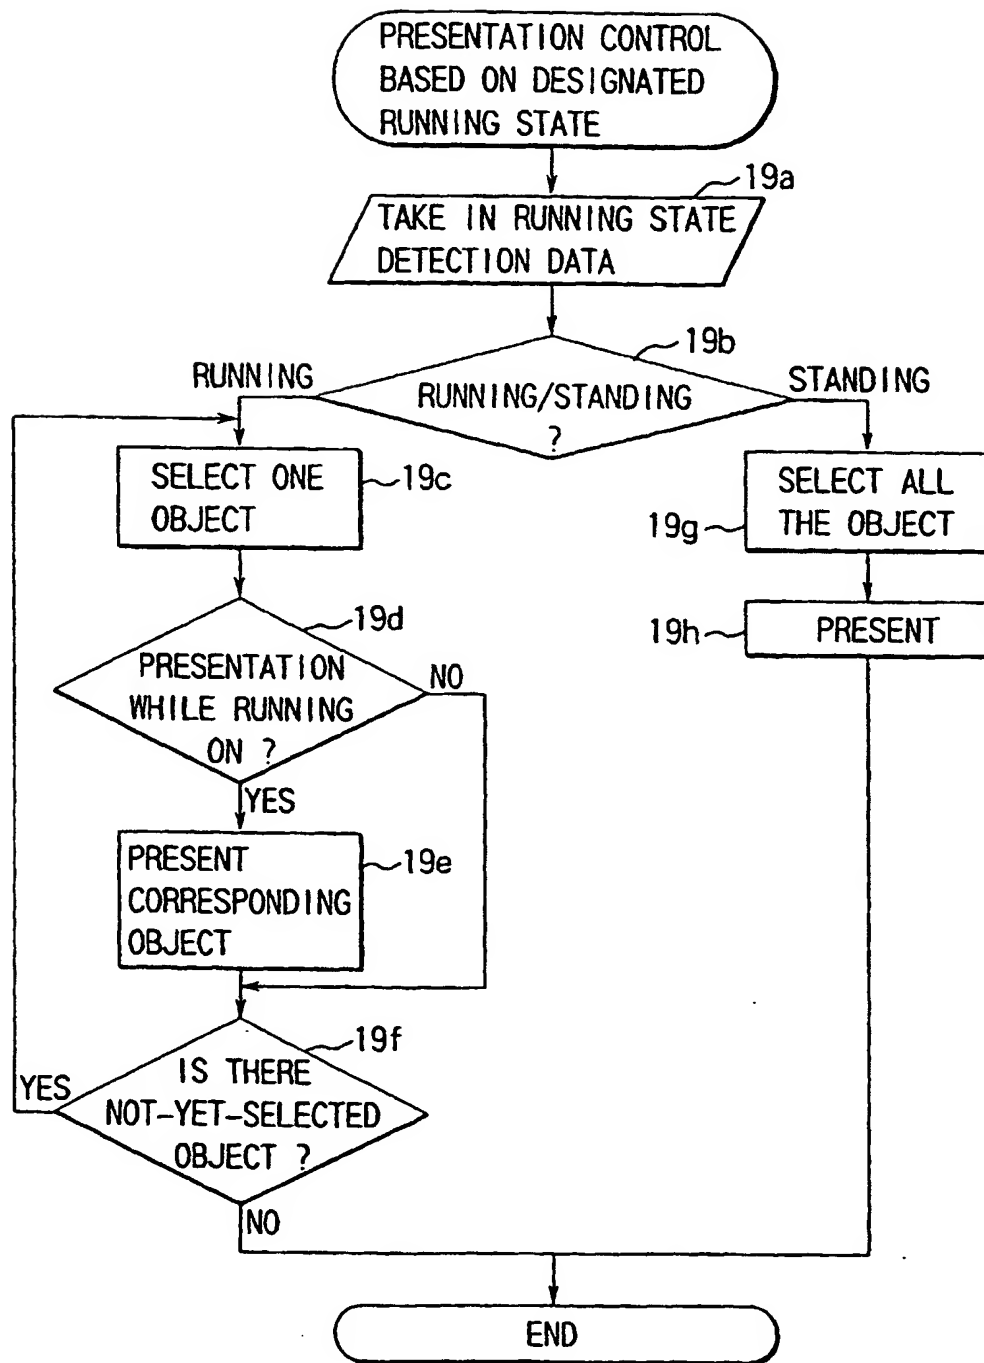 PRESENTATION CONTROL
BASED ON DESIGNATED
RUNNING STATE
19a
TAKE IN RUNNING STATE
DETECTION DATA
19b
RUNNING
RUNNING/STANDING
?
STANDING
SELECT ONE
OBJECT
19c
SELECT ALL
THE OBJECT
19g
19d
PRESENTATION
WHILE RUNNING
ON ?
NO
19h
PRESENT
YES
PRESENT
CORRESPONDING
OBJECT
19e
19f
IS THERE
NOT-YET-SELECTED
OBJECT ?
YES
NO
END